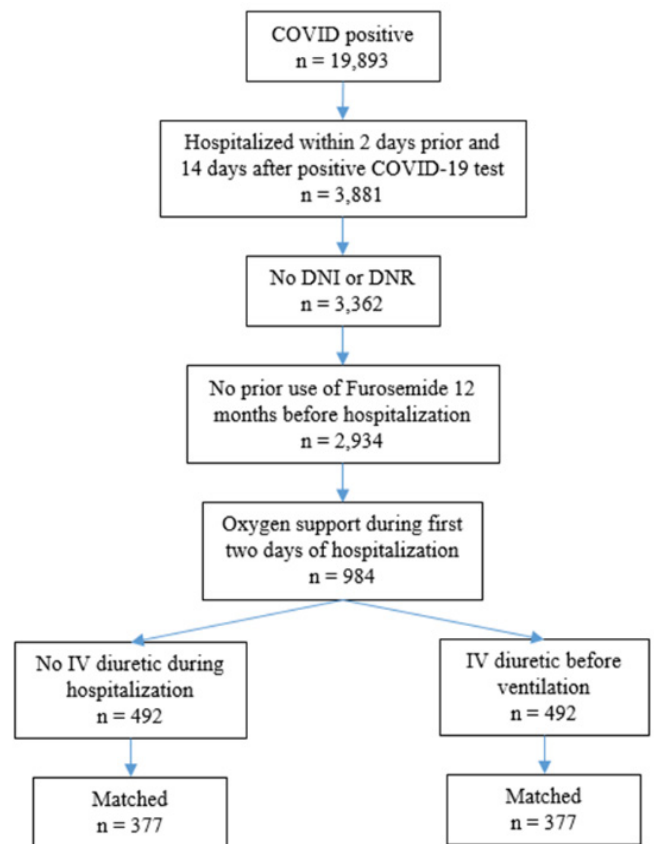 COVID positive
n = 19,893
Hospitalized within 2 days prior and
14 days after positive COVID-19 test
n = 3,881
No DNI or DNR
n = 3,362
No prior use of Furosemide 12
months before hospitalization
n = 2,934
Oxygen support during first
two days of hospitalization
n = 984
No IV diuretic during
hospitalization
n = 492
IV diuretic before
ventilation
n = 492
Matched
n = 377
Matched
n = 377